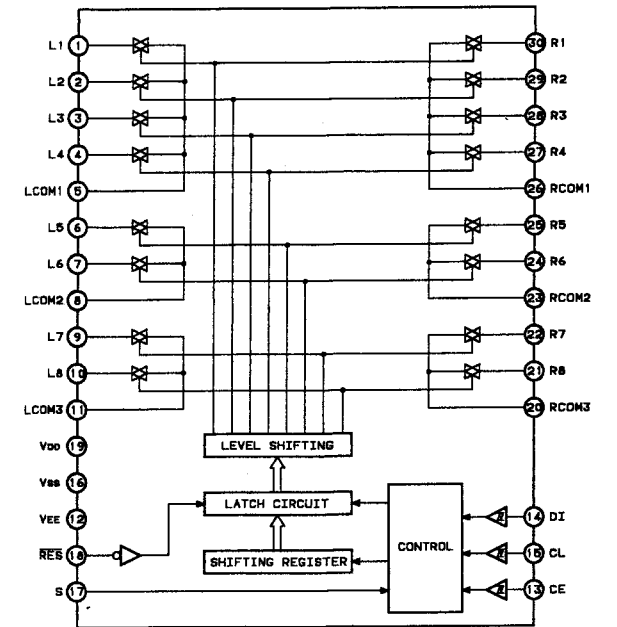 L1 1 30 R1
L2 2 29 R2
L3 3 28 R3
L4 4 27 R4
LCOM1 5 26 RCOM1
L5 6 25 R5
L6 7 24 R6
LCOM2 8 23 RCOM2
L7 9 22 R7
L8 10 21 R8
LCOM3 11 20 RCOM3
VDD 19
LEVEL SHIFTING
VSS 16
LATCH CIRCUIT
VEE 12 14 DI
CONTROL
RES 18 15 CL
SHIFTING REGISTER
S 17 13 CE